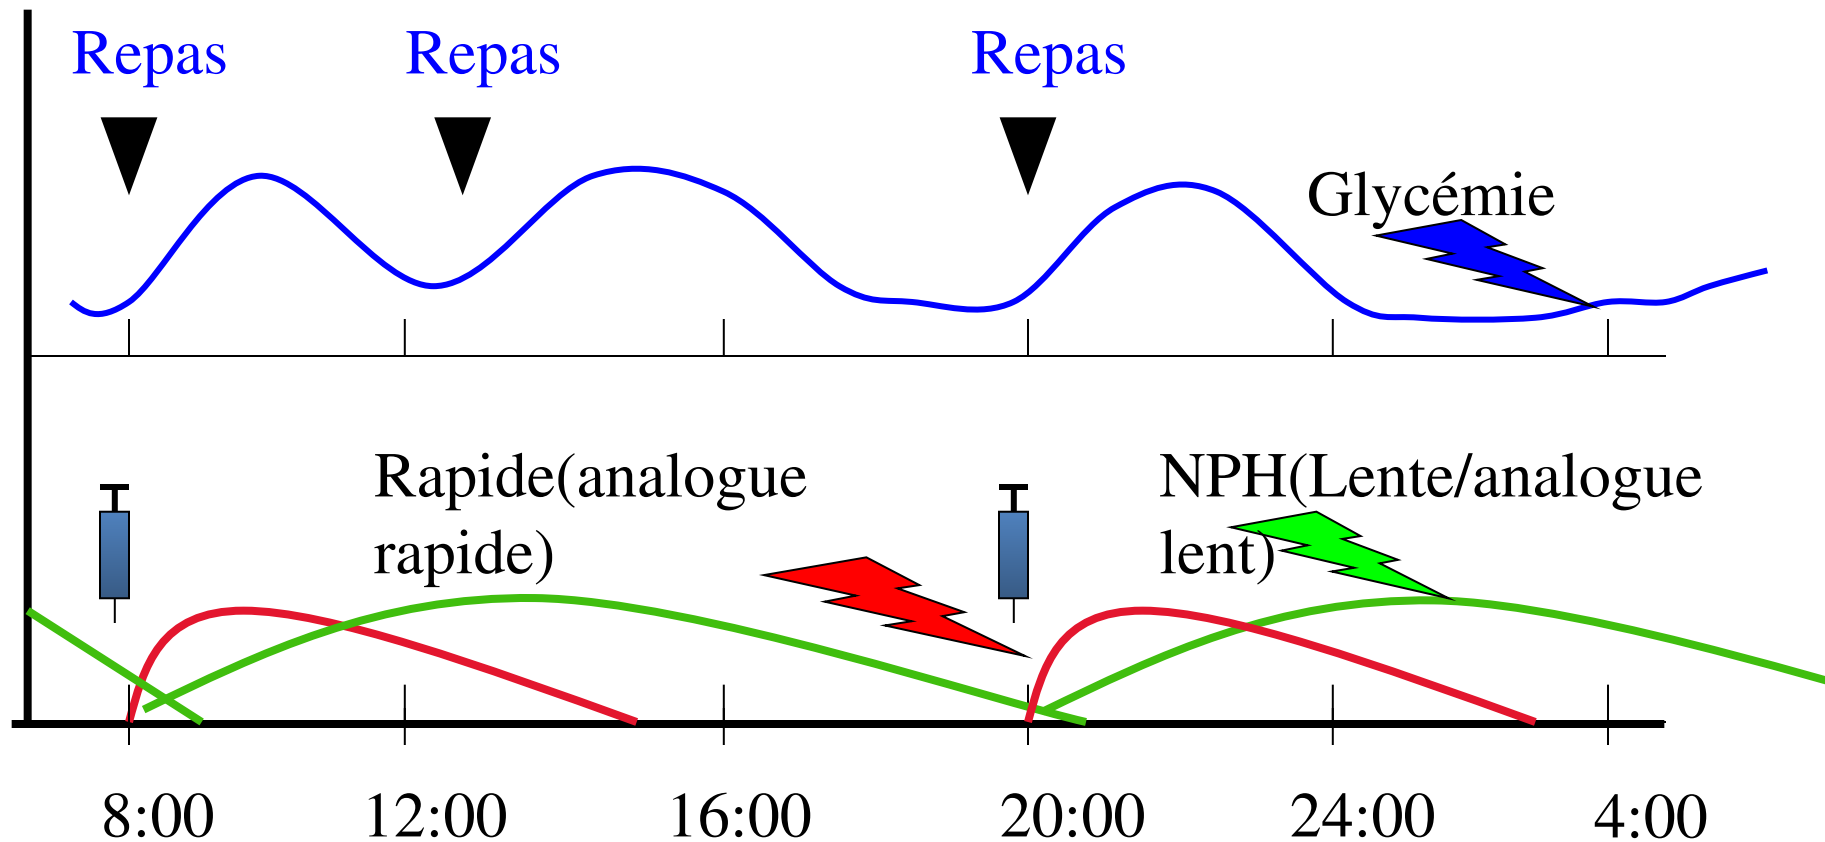 Repas
Repas
Repas
Glycémie
Rapide(analogue
rapide)
NPH(Lente/analogue
lent)
8:00
12:00
16:00
20:00
24:00
4:00